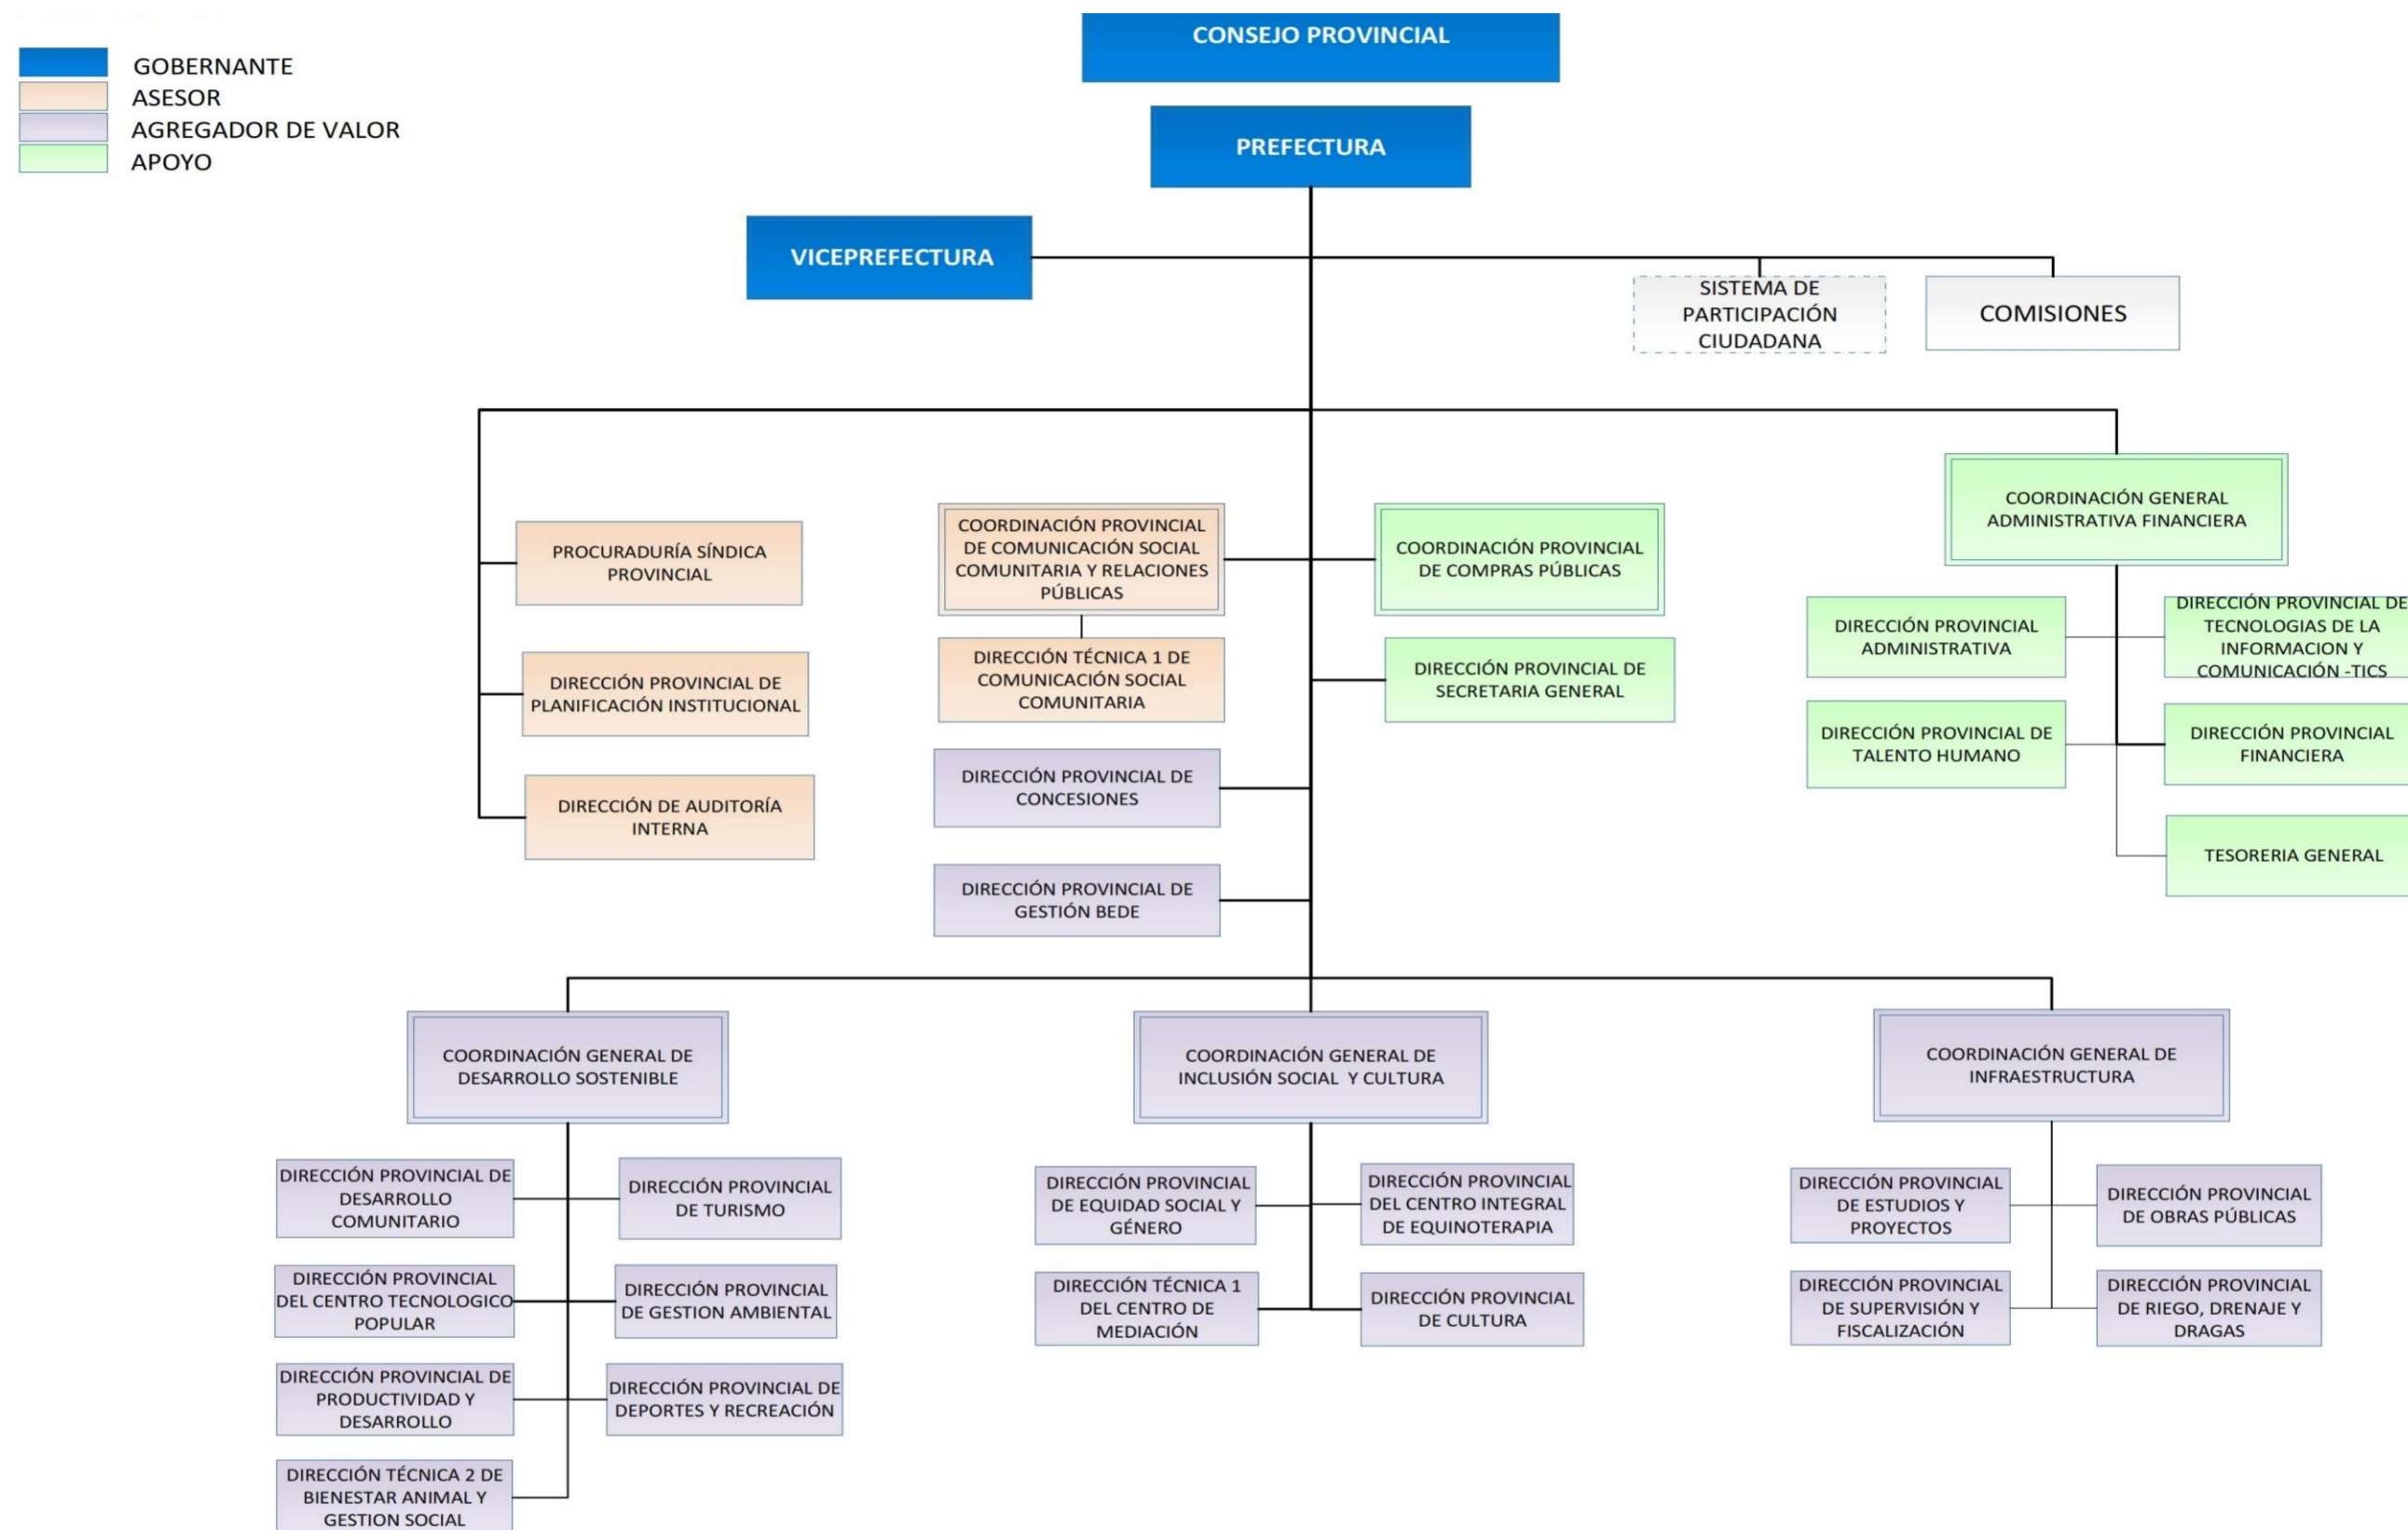 CONSEJO PROVINCIAL
GOBERNANTE
ASESOR
AGREGADOR DE VALOR
APOYO
PREFECTURA
VICEPREFECTURA
SISTEMA DE
PARTICIPACIÓN
CIUDADANA
COMISIONES
PROCURADURÍA SÍNDICA
PROVINCIAL
DIRECCIÓN PROVINCIAL DE
PLANIFICACIÓN INSTITUCIONAL
DIRECCIÓN DE AUDITORÍA
INTERNA
COORDINACIÓN PROVINCIAL
DE COMUNICACIÓN SOCIAL
COMUNITARIA Y RELACIONES
PÚBLICAS
DIRECCIÓN TÉCNICA 1 DE
COMUNICACIÓN SOCIAL
COMUNITARIA
DIRECCIÓN PROVINCIAL DE
CONCESIONES
DIRECCIÓN PROVINCIAL DE
GESTIÓN BEDE
COORDINACIÓN PROVINCIAL
DE COMPRAS PÚBLICAS
DIRECCIÓN PROVINCIAL DE
SECRETARIA GENERAL
COORDINACIÓN GENERAL
ADMINISTRATIVA FINANCIERA
DIRECCIÓN PROVINCIAL
ADMINISTRATIVA
DIRECCIÓN PROVINCIAL DE
TECNOLOGIAS DE LA
INFORMACION Y
COMUNICACIÓN -TICS
DIRECCIÓN PROVINCIAL DE
TALENTO HUMANO
DIRECCIÓN PROVINCIAL
FINANCIERA
TESORERIA GENERAL
COORDINACIÓN GENERAL DE
DESARROLLO SOSTENIBLE
DIRECCIÓN PROVINCIAL DE
DESARROLLO
COMUNITARIO
DIRECCIÓN PROVINCIAL
DE TURISMO
DIRECCIÓN PROVINCIAL
DEL CENTRO TECNOLOGICO
POPULAR
DIRECCIÓN PROVINCIAL
DE GESTION AMBIENTAL
DIRECCIÓN PROVINCIAL DE
PRODUCTIVIDAD Y
DESARROLLO
DIRECCIÓN PROVINCIAL DE
DEPORTES Y RECREACIÓN
DIRECCIÓN TÉCNICA 2 DE
BIENESTAR ANIMAL Y
GESTION SOCIAL
COORDINACIÓN GENERAL DE
INCLUSIÓN SOCIAL Y CULTURA
DIRECCIÓN PROVINCIAL
DE EQUIDAD SOCIAL Y
GÉNERO
DIRECCIÓN PROVINCIAL
DEL CENTRO INTEGRAL
DE EQUINOTERAPIA
DIRECCIÓN TÉCNICA 1
DEL CENTRO DE
MEDIACIÓN
DIRECCIÓN PROVINCIAL
DE CULTURA
COORDINACIÓN GENERAL DE
INFRAESTRUCTURA
DIRECCIÓN PROVINCIAL
DE ESTUDIOS Y
PROYECTOS
DIRECCIÓN PROVINCIAL
DE OBRAS PÚBLICAS
DIRECCIÓN PROVINCIAL
DE SUPERVISIÓN Y
FISCALIZACIÓN
DIRECCIÓN PROVINCIAL
DE RIEGO, DRENAJE Y
DRAGAS